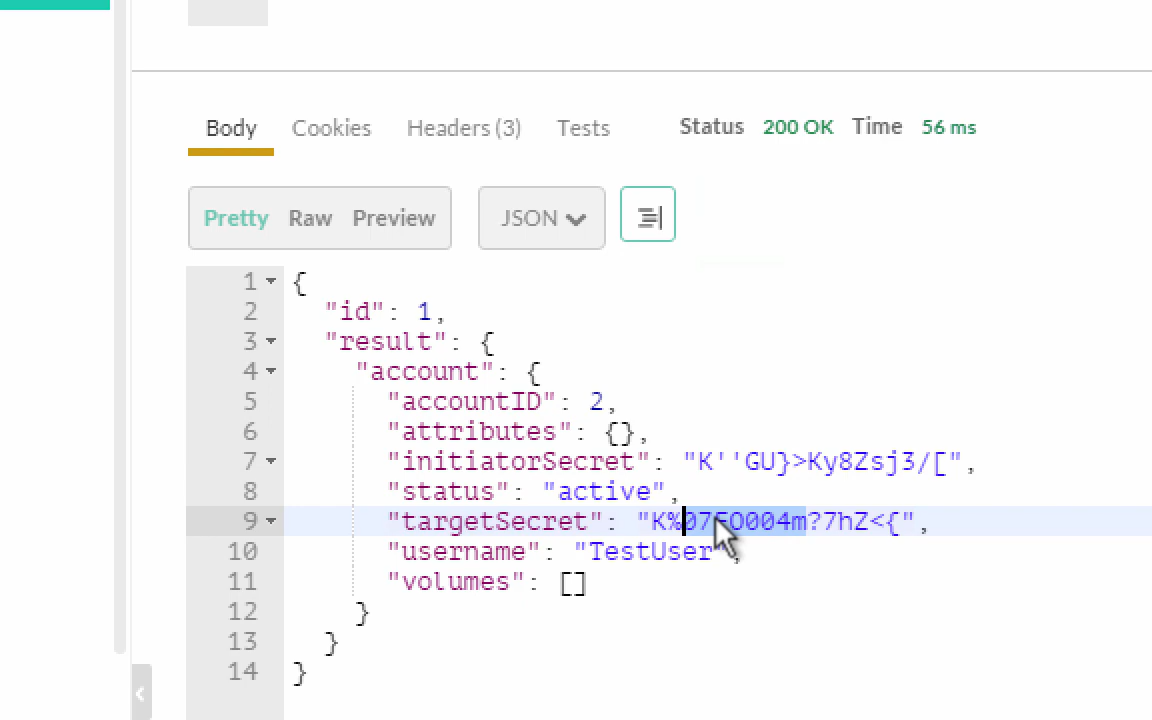 Body Cookies Headers (3) Tests Status 200 OK Time 56 ms
Pretty Raw Preview JSON
1 {
2 "id": 1,
3 "result": {
4 "account": {
5 "accountID": 2,
6 "attributes": {},
7 "initiatorSecret": "K''GU}>Ky8Zsj3/[",
8 "status": "active",
9 "targetSecret":
10 "username": "TestUser",
11 "volumes": []
12 }
13 }
14 }